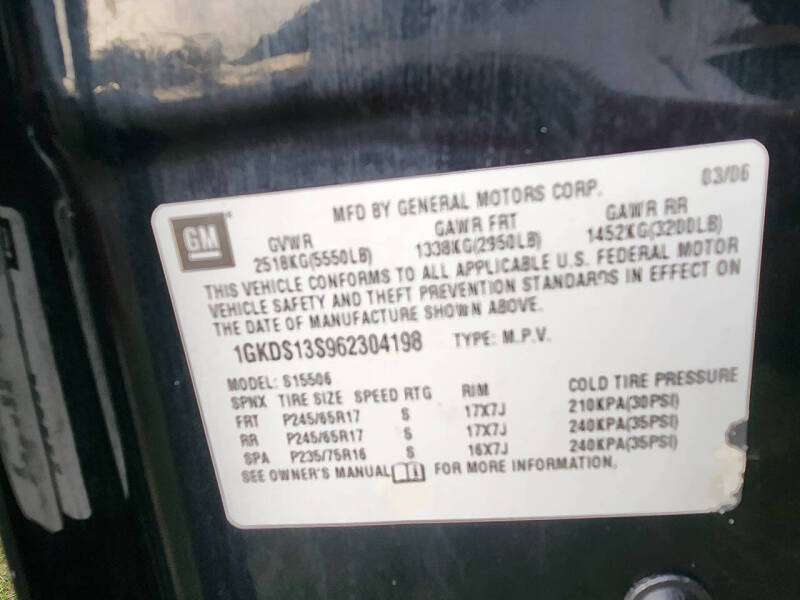 MFD BY GENERAL MOTORS CORP. 03/06
GM
GVWR GAWR FRT GAWR RR
2518KG(5550LB) 1338KG(2950LB) 1452KG(3200LB)
THIS VEHICLE CONFORMS TO ALL APPLICABLE U.S. FEDERAL MOTOR
VEHICLE SAFETY AND THEFT PREVENTION STANDARDS IN EFFECT ON
THE DATE OF MANUFACTURE SHOWN ABOVE.
1GKDS13S962304198 TYPE: M.P.V.
MODEL: S15506
SPNX TIRE SIZE SPEED RTG RIM COLD TIRE PRESSURE
FRT P245/65R17 S 17X7J 210KPA(30PSI)
RR P245/65R17 S 17X7J 240KPA(35PSI)
SPA P235/75R16 S 16X7J 240KPA(35PSI)
SEE OWNER'S MANUAL FOR MORE INFORMATION.